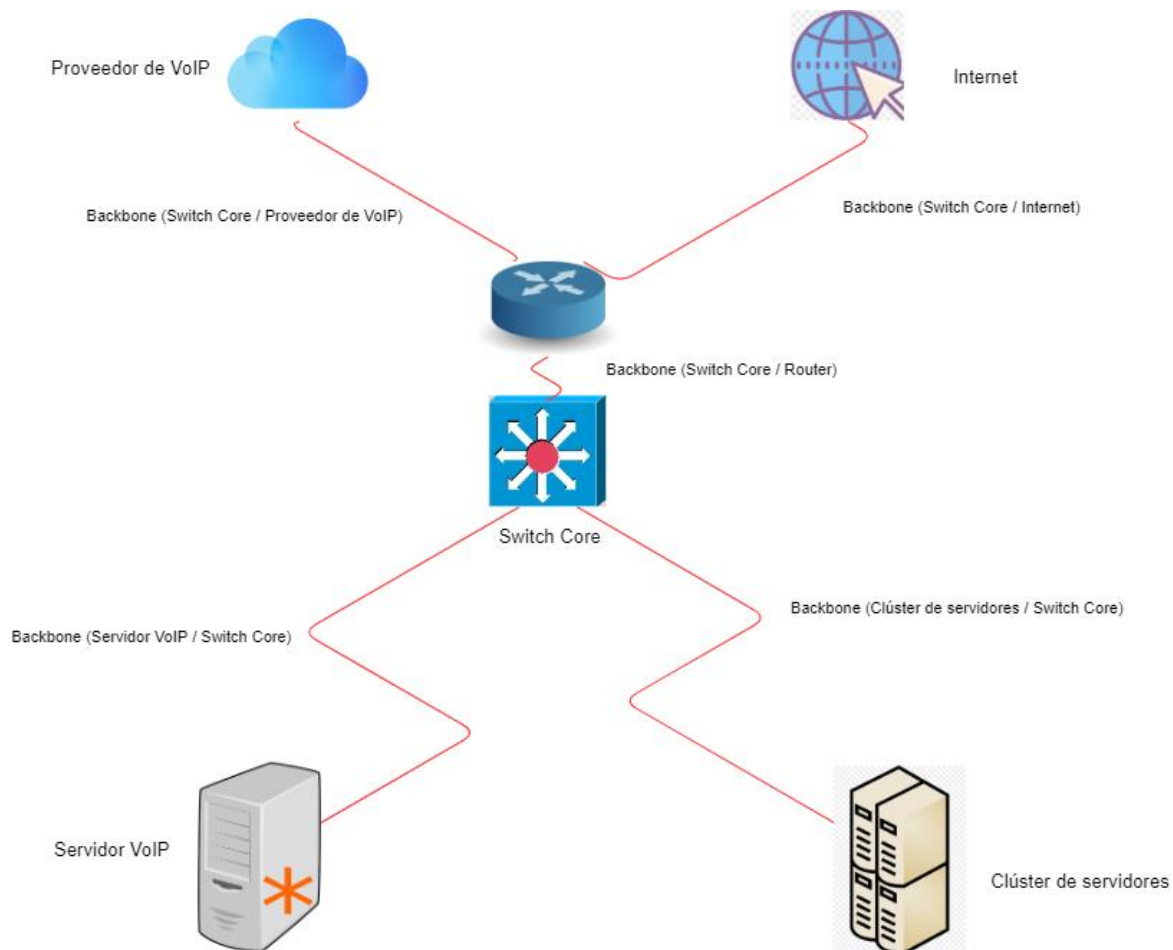 Proveedor de VoIP
Internet
Backbone (Switch Core / Proveedor de VoIP)
Backbone (Switch Core / Internet)
Backbone (Switch Core / Router)
Switch Core
Backbone (Clúster de servidores / Switch Core)
Backbone (Servidor VoIP / Switch Core)
Servidor VoIP
Clúster de servidores